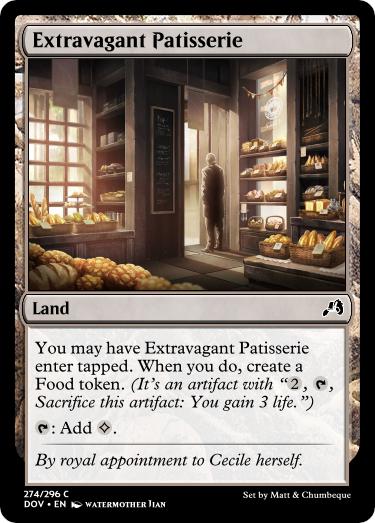 Extravagant Patisserie
Land
You may have Extravagant Patisserie
enter tapped. When you do, create a
Food token. (It's an artifact with "2, T,
Sacrifice this artifact: You gain 3 life.")
T: Add C.
By royal appointment to Cecile herself.
274/296 C
DOV • EN WATERMOTHER JIAN
Set by Matt & Chumbeque